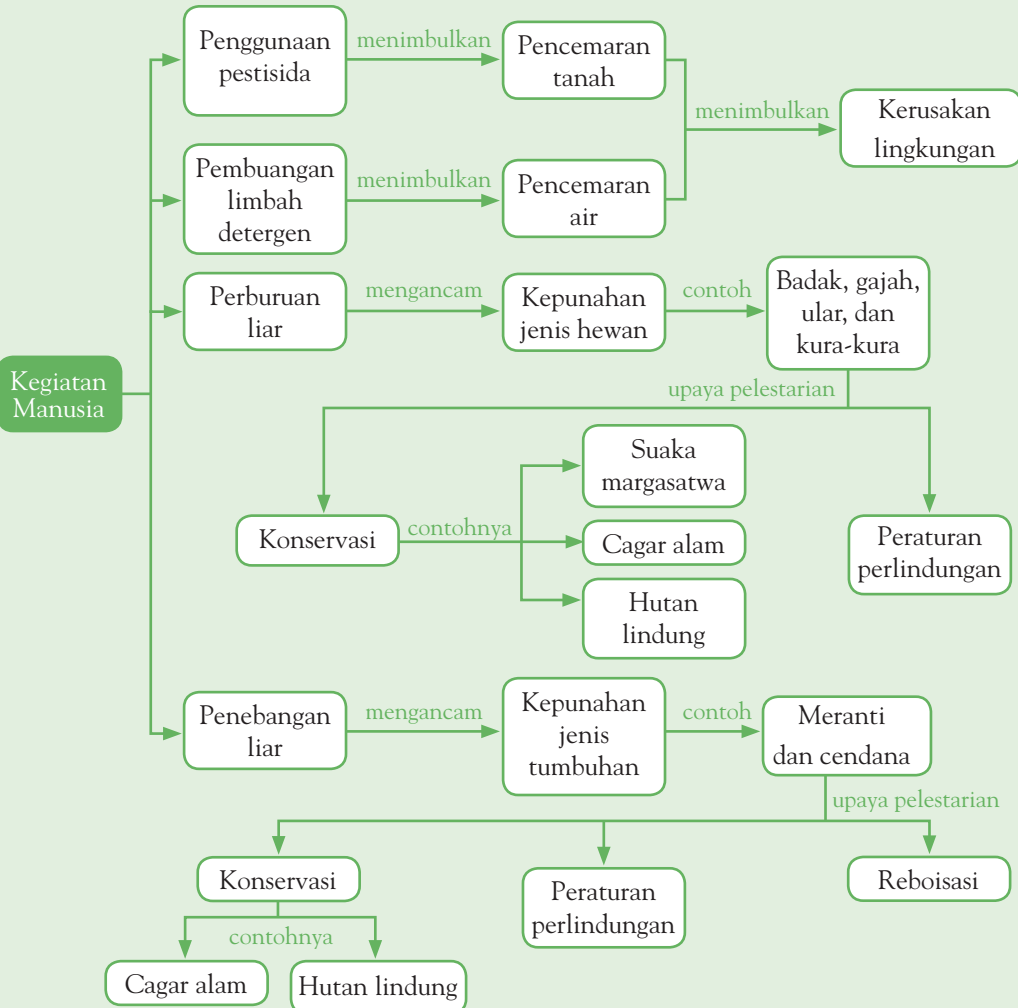 Penggunaan
pestisida
menimbulkan
Pencemaran
tanah
menimbulkan
Kerusakan
lingkungan
Pembuangan
limbah
detergen
menimbulkan
Pencemaran
air
Perburuan
liar
mengancam
Kepunahan
jenis hewan
contoh
Badak, gajah,
ular, dan
kura-kura
Kegiatan
Manusia
upaya pelestarian
Konservasi
contohnya
Suaka
margasatwa
Cagar alam
Hutan
lindung
Peraturan
perlindungan
Penebangan
liar
mengancam
Kepunahan
jenis
tumbuhan
contoh
Meranti
dan cendana
upaya pelestarian
Konservasi
Peraturan
perlindungan
Reboisasi
contohnya
Cagar alam
Hutan lindung